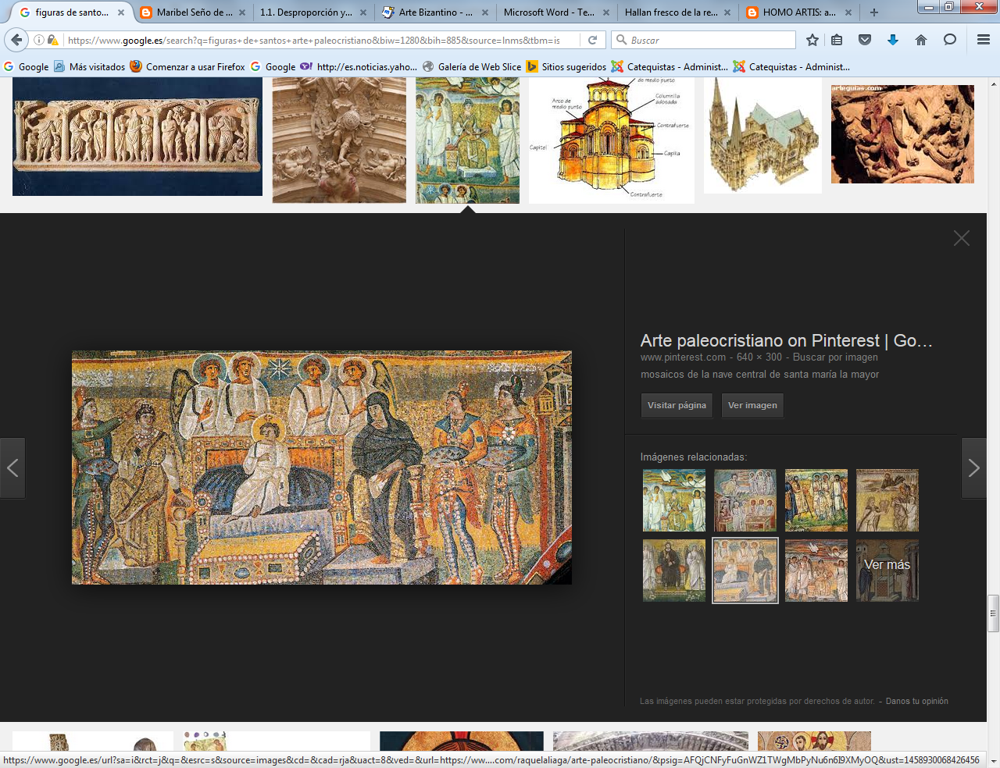 figuras de santo...
Maribel Seño de ...
1.1. Desproporción y...
Arte Bizantino - ...
Microsoft Word - Te...
Hallan fresco de la re...
HOMO ARTIS: a...
https://www.google.es/search?q=figuras+de+santos+arte+paleocristiano&biw=1280&bih=885&source=lnms&tbm=is
Buscar
Google
Más visitados
Comenzar a usar Firefox
Google
http://es.noticias.yaho...
Galería de Web Slice
Sitios sugeridos
Catequistas - Administ...
Catequistas - Administ...
de medio punto
Arco de
medio punto
Columnilla
adosada
Contrafuerte
Capitel
Capilla
Contrafuerte
arteguias.com
Arte paleocristiano on Pinterest | Go...
www.pinterest.com - 640 × 300 - Buscar por imagen
mosaicos de la nave central de santa maría la mayor
Visitar página
Ver imagen
Imágenes relacionadas:
Ver más
Las imágenes pueden estar protegidas por derechos de autor. - Danos tu opinión
https://www.google.es/url?sa=i&rct=j&q=&esrc=s&source=images&cd=&cad=rja&uact=8&ved=&url=https://ww....com/raquelaliaga/arte-paleocristiano/&psig=AFQjCNFyFuGnWZ1TWgMbPyNu6n6I9XMyOQ&ust=1458930068426456